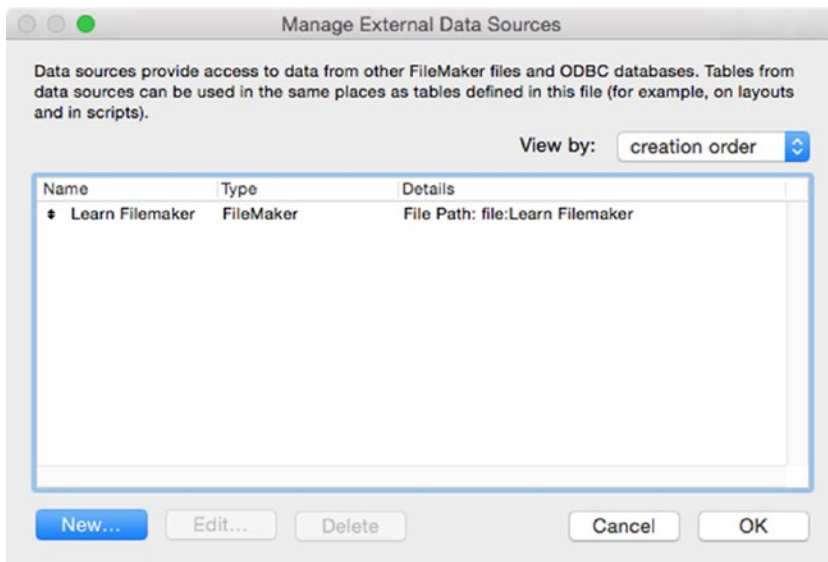 Manage External Data Sources
Data sources provide access to data from other FileMaker files and ODBC databases. Tables from
data sources can be used in the same places as tables defined in this file (for example, on layouts
and in scripts).
View by: creation order
Name Type Details
Learn Filemaker FileMaker File Path: file:Learn Filemaker
New... Edit... Delete Cancel OK